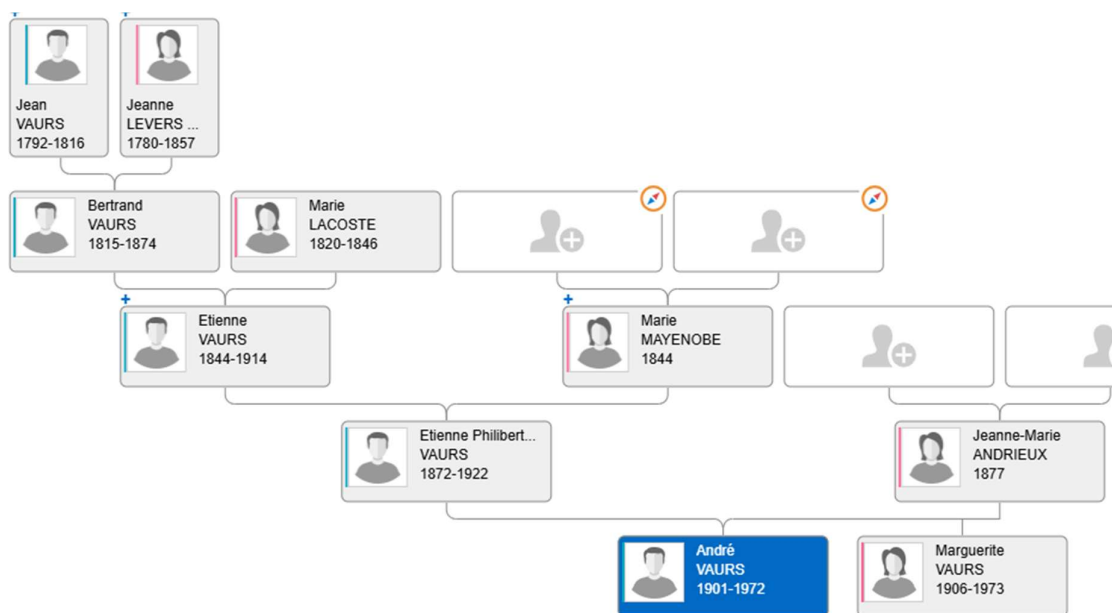 Jean
VAURS
1792-1816
Jeanne
LEVERS ...
1780-1857
Bertrand
VAURS
1815-1874
Marie
LACOSTE
1820-1846
Etienne
VAURS
1844-1914
Marie
MAYENOBE
1844
Etienne Philibert...
VAURS
1872-1922
Jeanne-Marie
ANDRIEUX
1877
André
VAURS
1901-1972
Marguerite
VAURS
1906-1973